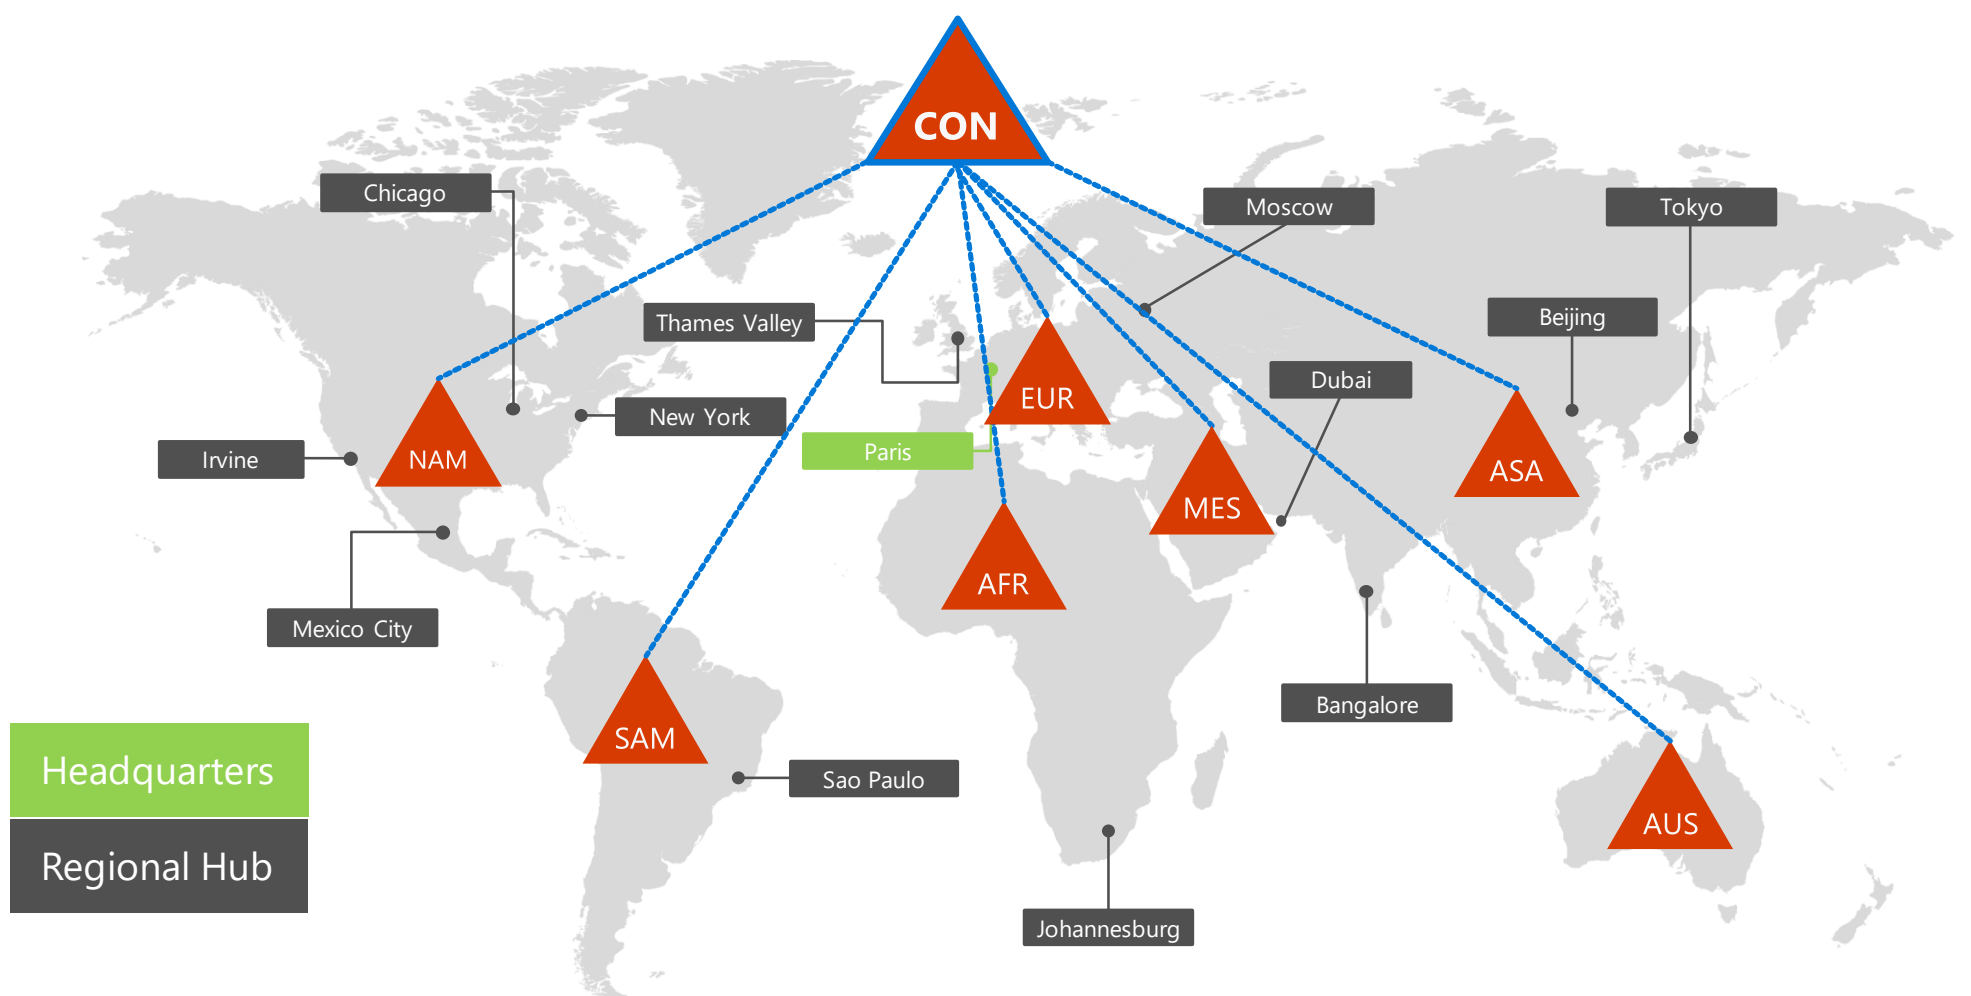 CON
Chicago
Moscow
Tokyo
Thames Valley
Beijing
Dubai
EUR
New York
Paris
Irvine
NAM
ASA
MES
AFR
Mexico City
Bangalore
SAM
Headquarters
Sao Paulo
AUS
Regional Hub
Johannesburg